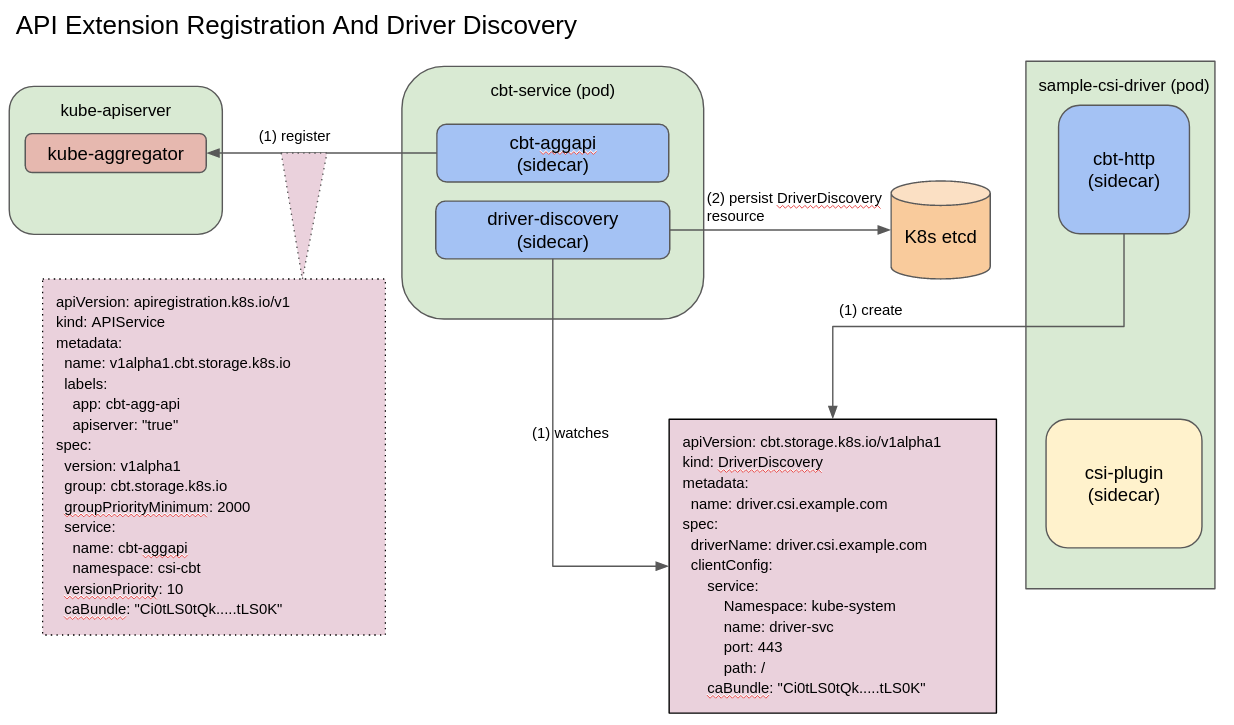 API Extension Registration And Driver Discovery
kube-apiserver
kube-aggregator
(1) register
cbt-service (pod)
cbt-aggapi
(sidecar)
driver-discovery
(sidecar)
(2) persist DriverDiscovery
resource
K8s etcd
sample-csi-driver (pod)
cbt-http
(sidecar)
csi-plugin
(sidecar)
(1) create
(1) watches
apiVersion: apiregistration.k8s.io/v1
kind: APIService
metadata:
  name: v1alpha1.cbt.storage.k8s.io
  labels:
    app: cbt-agg-api
    apiserver: "true"
spec:
  version: v1alpha1
  group: cbt.storage.k8s.io
  groupPriorityMinimum: 2000
  service:
    name: cbt-aggapi
    namespace: csi-cbt
  versionPriority: 10
  caBundle: "Ci0tLS0tQk.....tLS0K"
apiVersion: cbt.storage.k8s.io/v1alpha1
kind: DriverDiscovery
metadata:
  name: driver.csi.example.com
spec:
  driverName: driver.csi.example.com
  clientConfig:
      service:
          Namespace: kube-system
          name: driver-svc
          port: 443
          path: /
      caBundle: "Ci0tLS0tQk.....tLS0K"